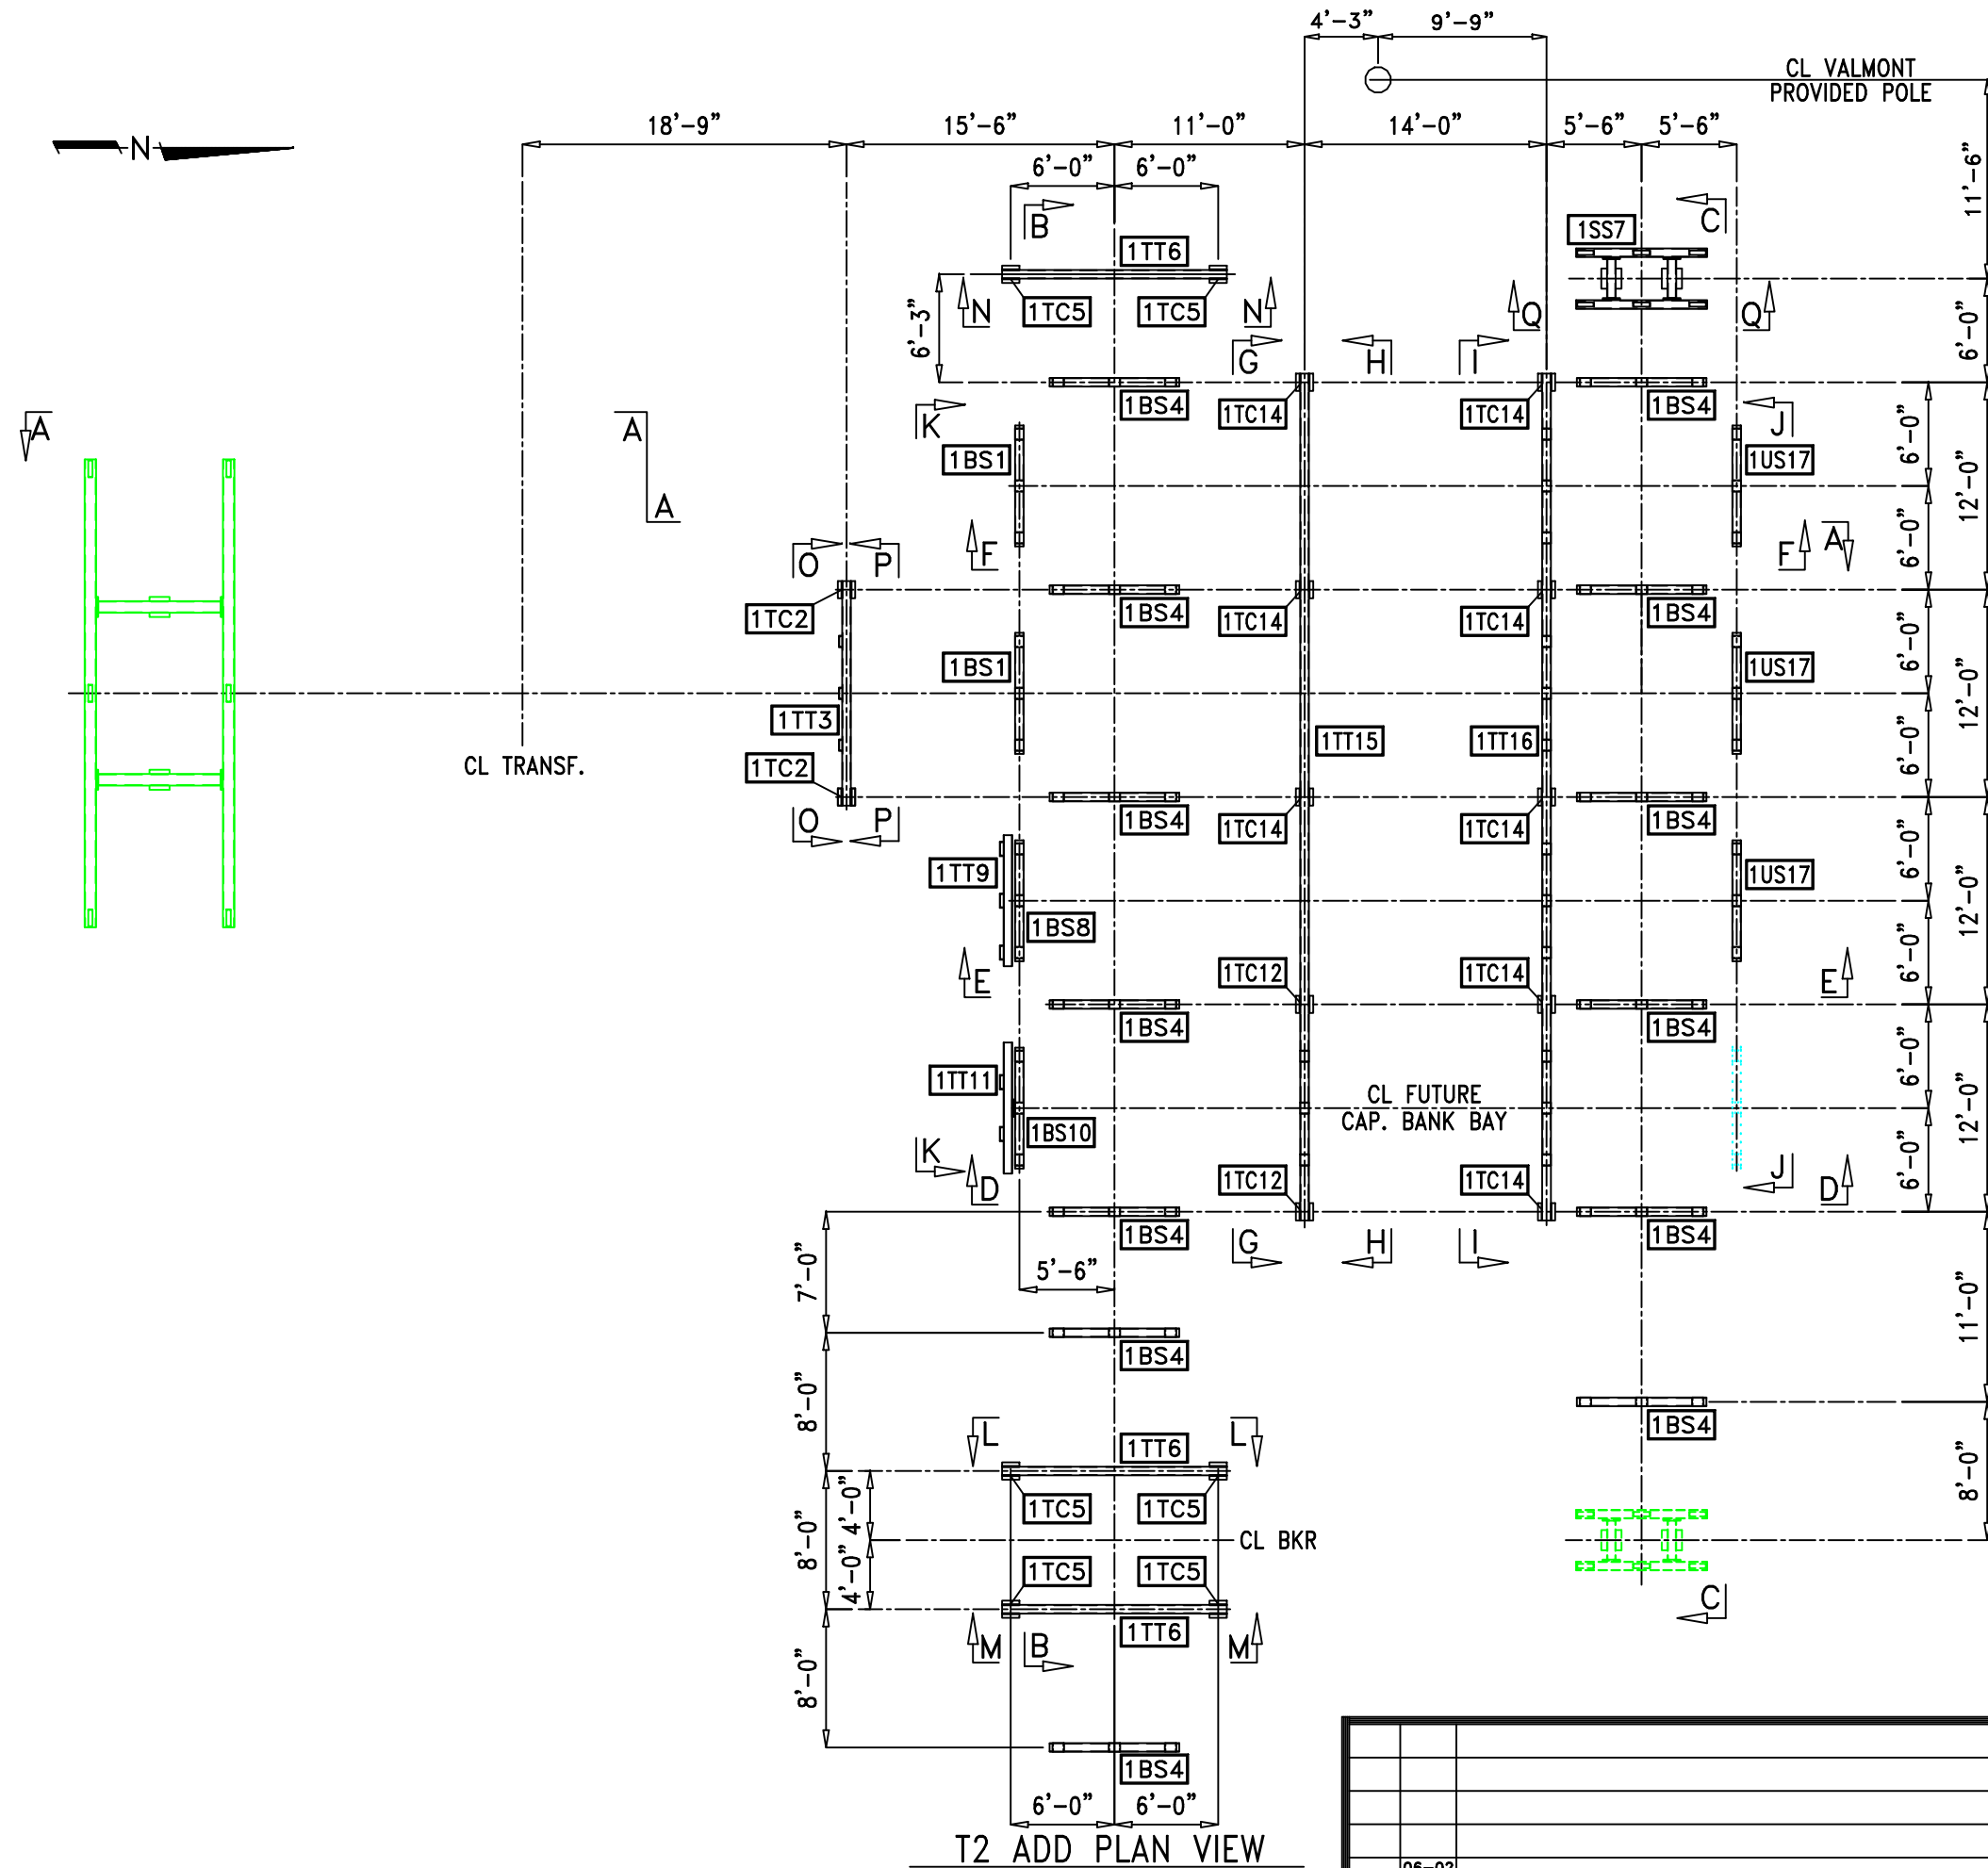 4'-3" 9'-9"
CL VALMONT
PROVIDED POLE
N
18'-9" 15'-6" 11'-0" 14'-0" 5'-6" 5'-6"
11'-6"
6'-0" 6'-0"
B C
1SS7
1TT6
N 1TC5 1TC5 N Q Q
6'-3"
6'-0"
G H I
1BS4 1TC14 1TC14 1BS4
A A K J
1BS1 1US17
6'-0"
12'-0"
A
O P F F A
6'-0"
1TC2 1BS4 1TC14 1TC14 1BS4
1BS1 1US17
6'-0"
12'-0"
1TT3 1TT15 1TT16
CL TRANSF.
1TC2
6'-0"
O P 1BS4 1TC14 1TC14 1BS4
1TT9 1US17
6'-0"
12'-0"
1BS8
E 1TC12 1TC14 E
6'-0"
1BS4 1BS4
1TT11
CL FUTURE
CAP. BANK BAY
6'-0"
12'-0"
1BS10
K J
D 1TC12 1TC14 D
6'-0"
1BS4 1BS4
G H I
7'-0" 5'-6"
11'-0"
1BS4
8'-0"
1BS4
L L
1TT6
1TC5 1TC5
8'-0"
4'-0"
8'-0"
CL BKR
4'-0"
1TC5 1TC5
C
M B 1TT6 M
8'-0"
1BS4
6'-0" 6'-0"
T2 ADD PLAN VIEW
06-02